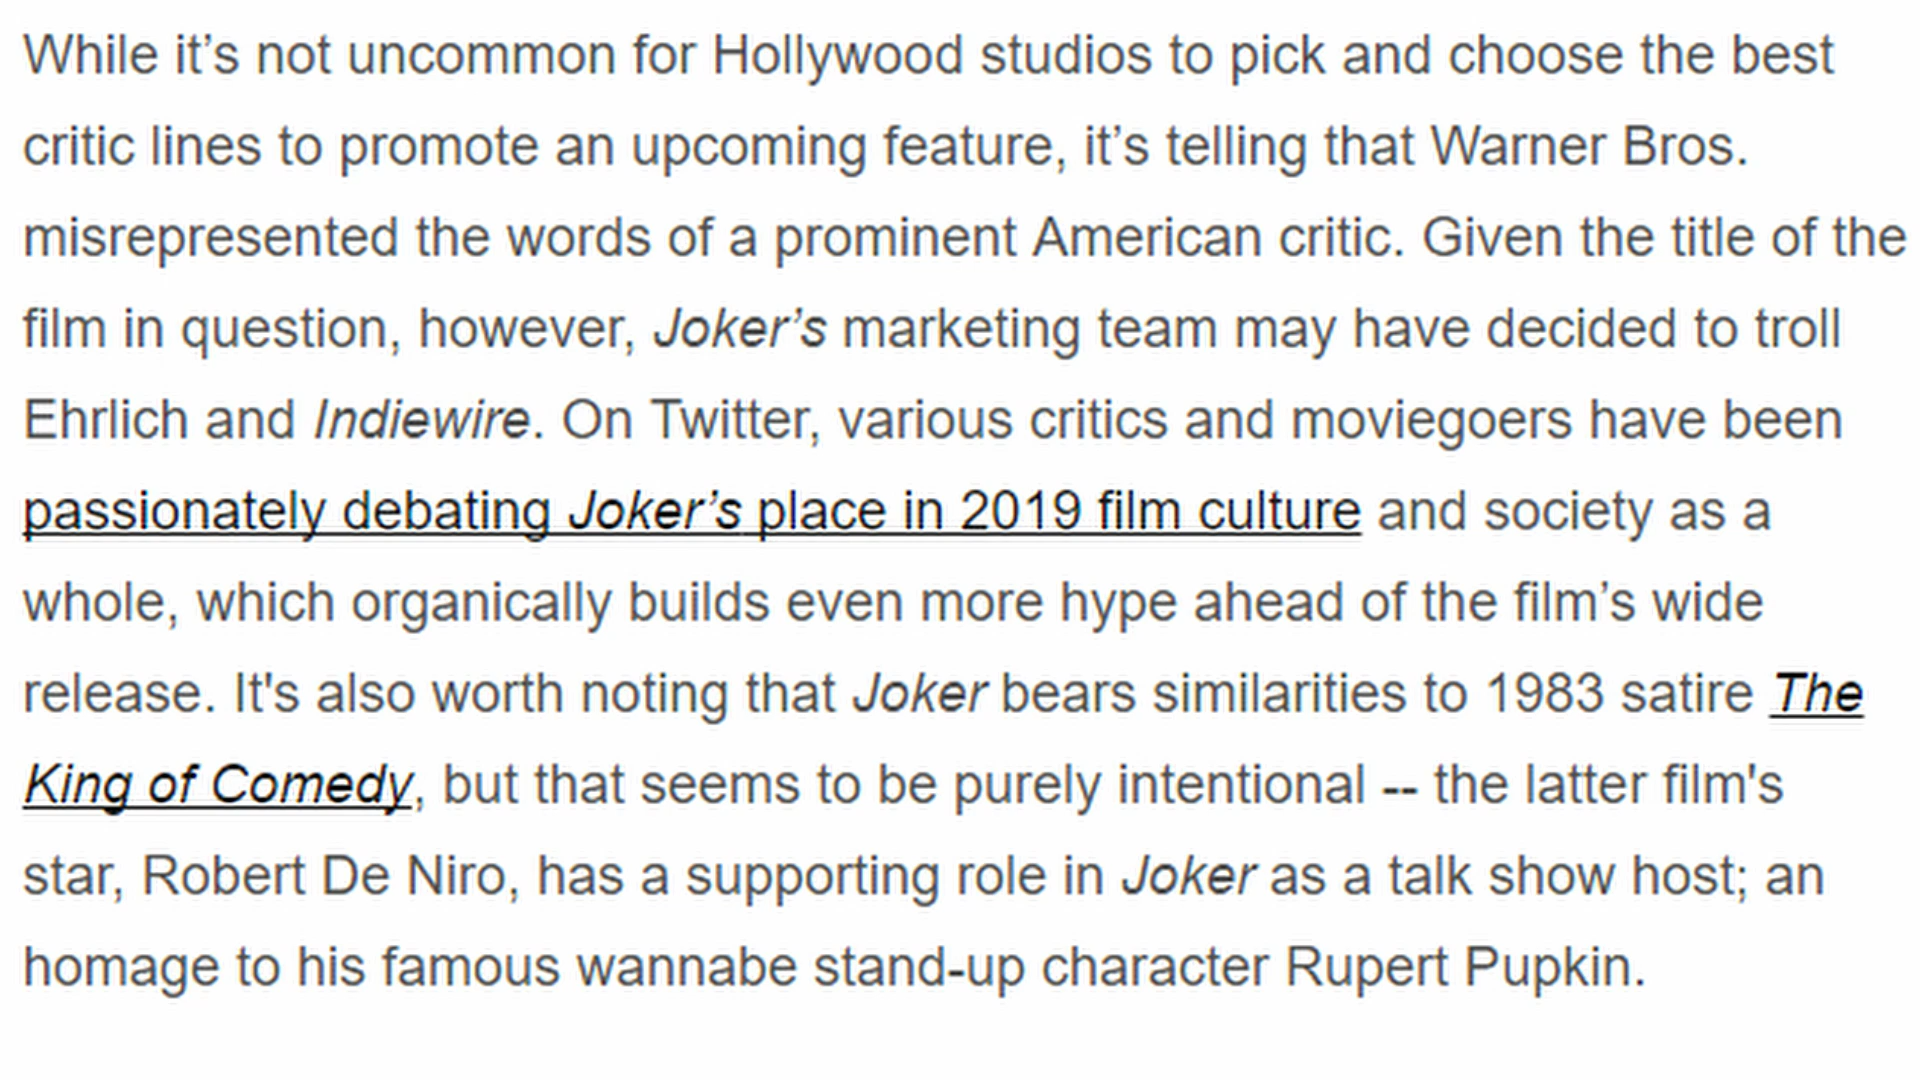 While it’s not uncommon for Hollywood studios to pick and choose the best
critic lines to promote an upcoming feature, it’s telling that Warner Bros.
misrepresented the words of a prominent American critic. Given the title of the
film in question, however, Joker’s marketing team may have decided to troll
Ehrlich and Indiewire. On Twitter, various critics and moviegoers have been
passionately debating Joker’s place in 2019 film culture and society as a
whole, which organically builds even more hype ahead of the film’s wide
release. It's also worth noting that Joker bears similarities to 1983 satire The
King of Comedy, but that seems to be purely intentional -- the latter film's
star, Robert De Niro, has a supporting role in Joker as a talk show host; an
homage to his famous wannabe stand-up character Rupert Pupkin.